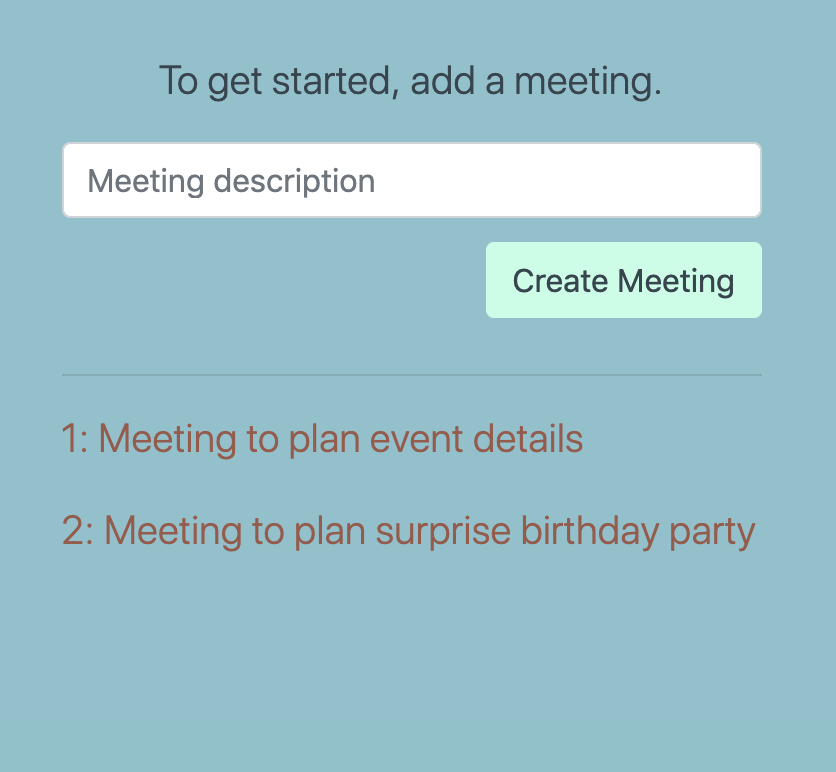 To get started, add a meeting.
Meeting description
Create Meeting
1: Meeting to plan event details
2: Meeting to plan surprise birthday party